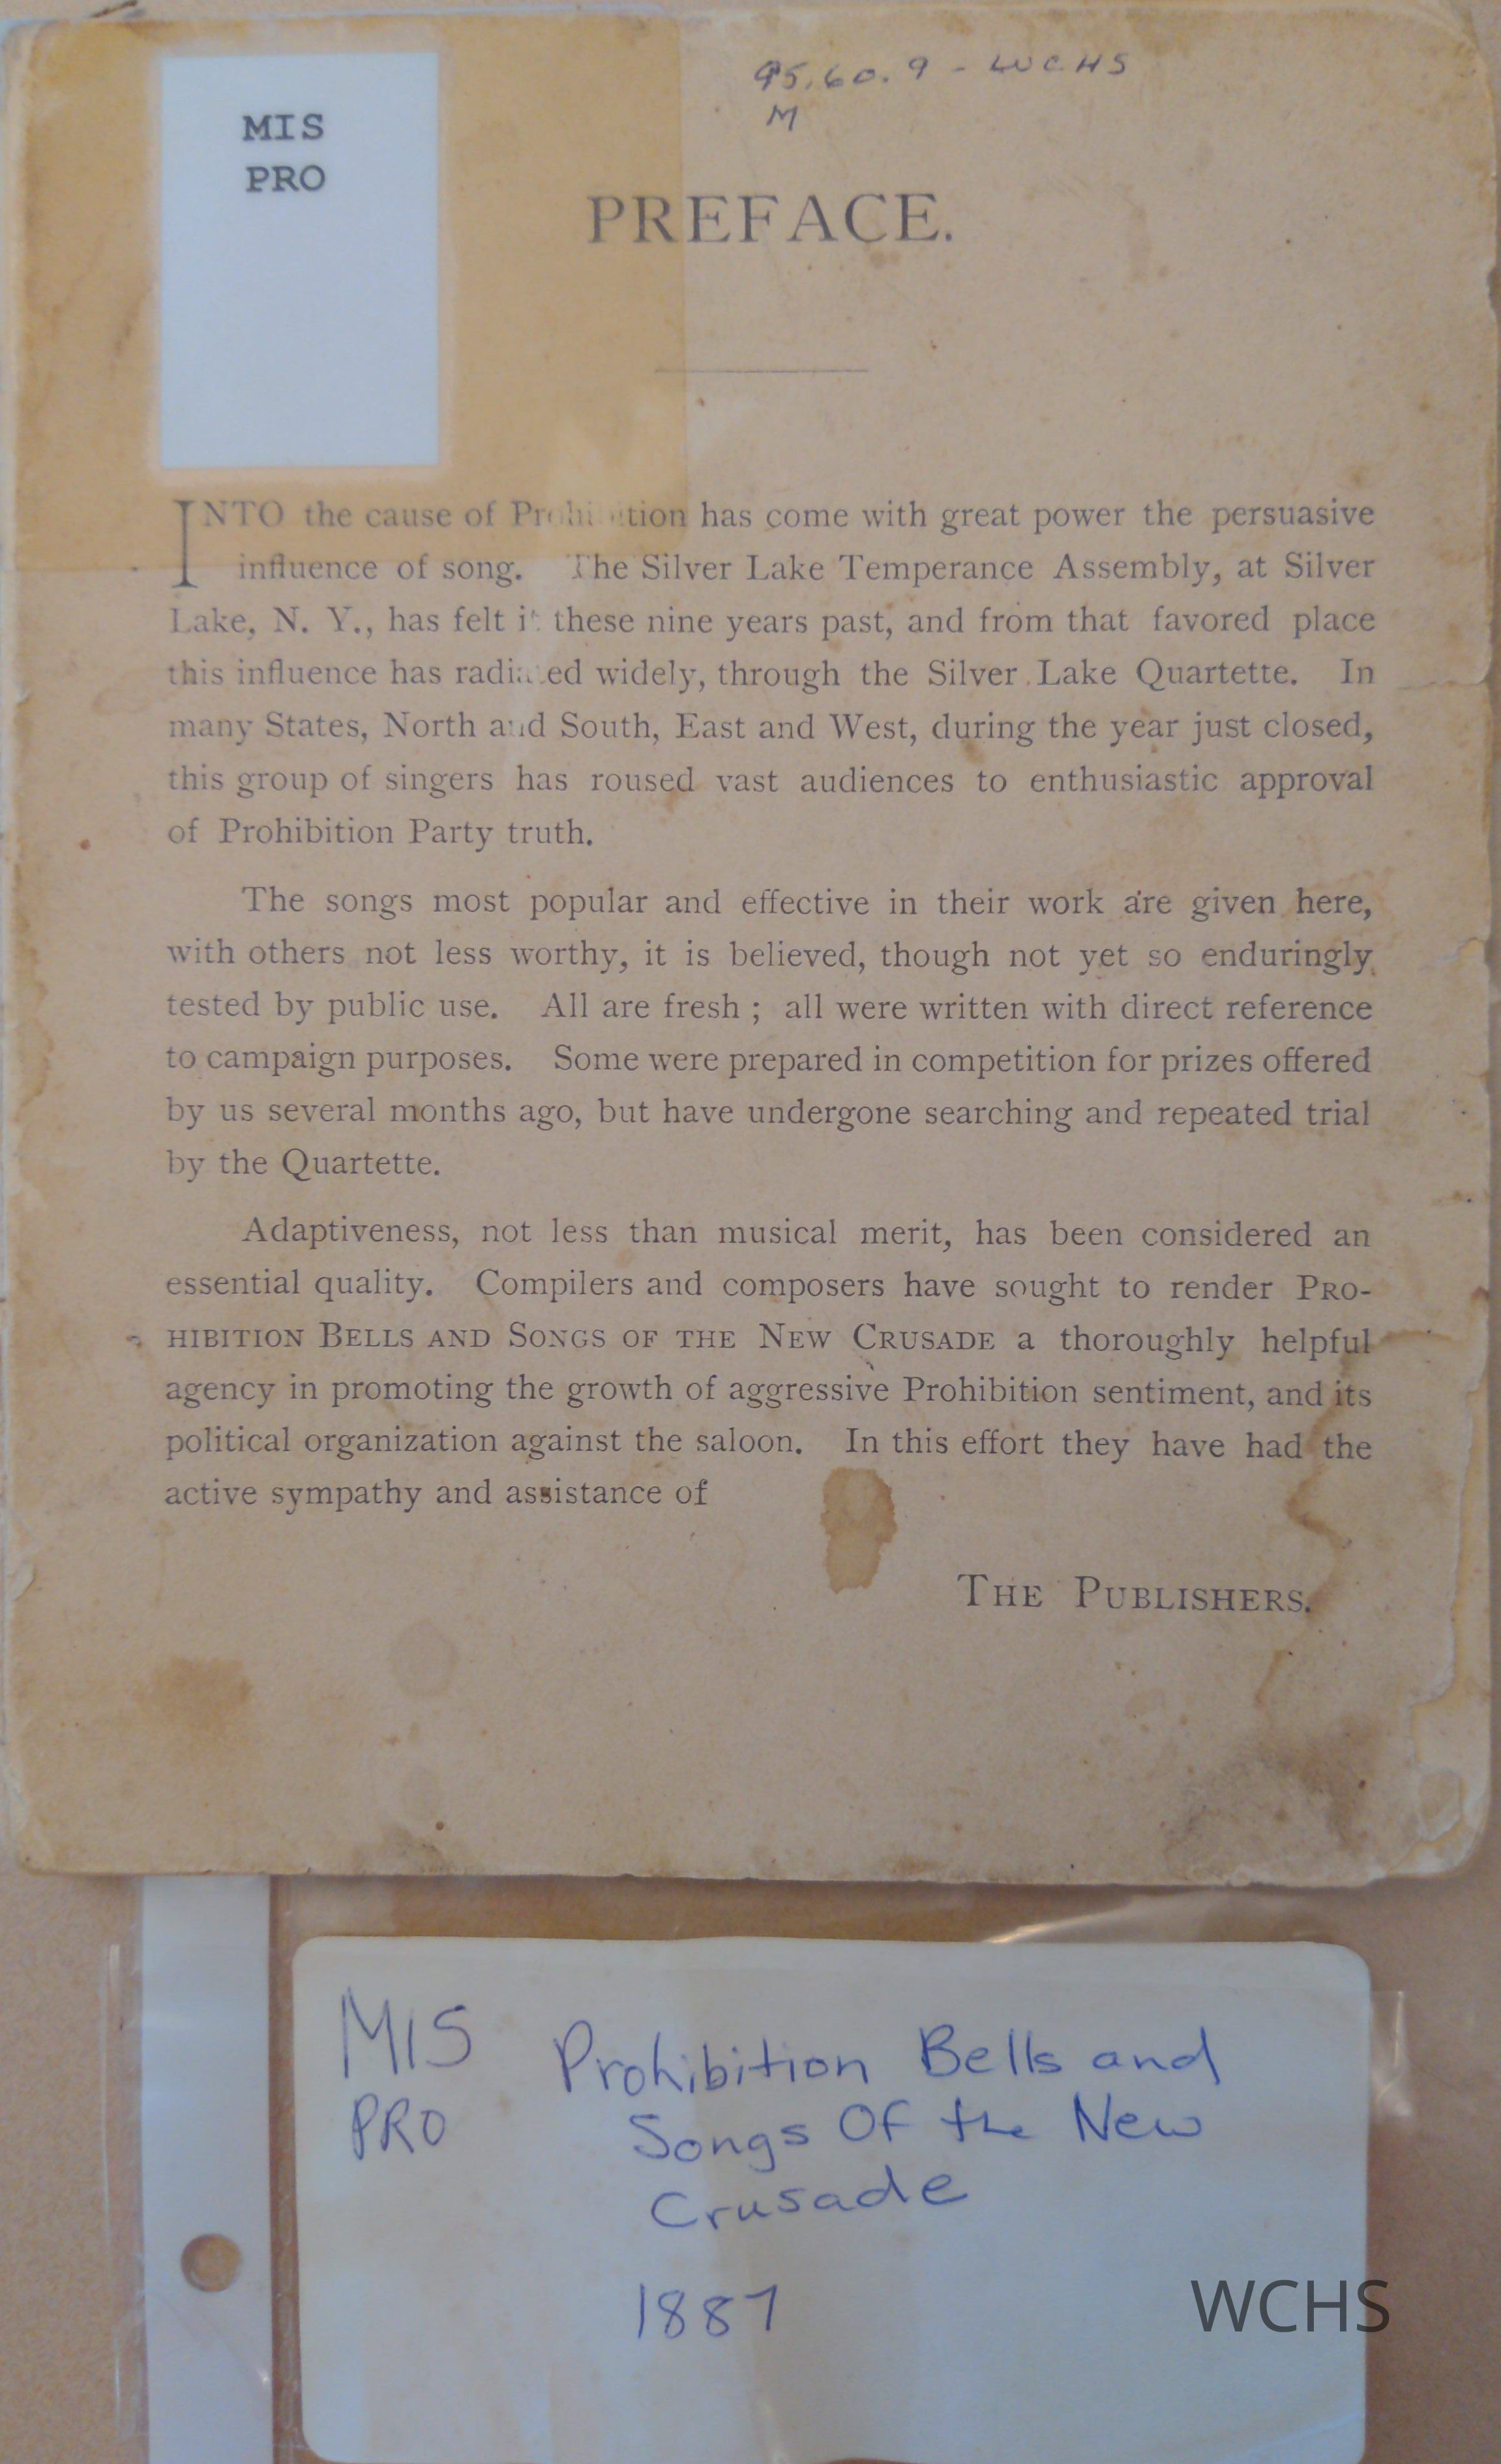 95.60.9 - WCHS
M
MIS
PRO
PREFACE.
INTO the cause of Prohibition has come with great power the persuasive
influence of song. The Silver Lake Temperance Assembly, at Silver
Lake, N. Y., has felt it these nine years past, and from that favored place
this influence has radiated widely, through the Silver Lake Quartette. In
many States, North and South, East and West, during the year just closed,
this group of singers has roused vast audiences to enthusiastic approval
of Prohibition Party truth.
The songs most popular and effective in their work are given here,
with others not less worthy, it is believed, though not yet so enduringly
tested by public use. All are fresh; all were written with direct reference
to campaign purposes. Some were prepared in competition for prizes offered
by us several months ago, but have undergone searching and repeated trial
by the Quartette.
Adaptiveness, not less than musical merit, has been considered an
essential quality. Compilers and composers have sought to render PRO-
HIBITION BELLS AND SONGS OF THE NEW CRUSADE a thoroughly helpful
agency in promoting the growth of aggressive Prohibition sentiment, and its
political organization against the saloon. In this effort they have had the
active sympathy and assistance of
THE PUBLISHERS.
MIS
PRO
Prohibition Bells and
Songs Of the New
Crusade
1887
WCHS